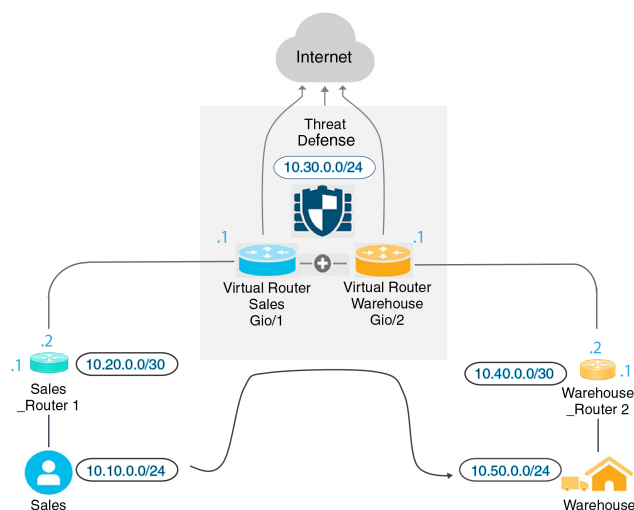 Internet
Threat
Defense
10.30.0.0/24
.1
.1
Virtual Router
Sales
Gio/1
Virtual Router
Warehouse
Gio/2
.2
.1
10.20.0.0/30
Sales
_Router 1
10.10.0.0/24
Sales
.2
10.40.0.0/30
.1
Warehouse
_Router 2
10.50.0.0/24
Warehouse